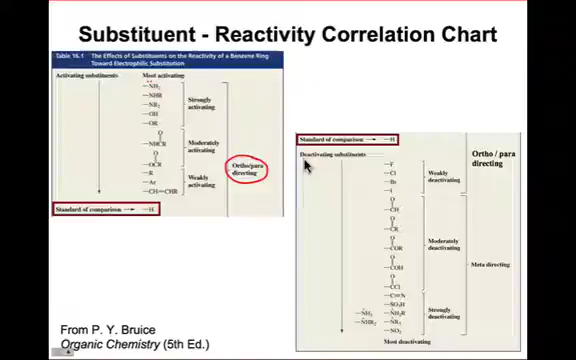 Substituent - Reactivity Correlation Chart
Table 16.1 The Effects of Substituents on the Reactivity of a Benzene Ring
Toward Electrophilic Substitution
Activating substituents Most activating
—NH₂
—NHR
—NR₂
—OH
—OR
Strongly
activating
O
—NHCR
O
—OCR
Moderately
activating
—R
—Ar
—CH=CHR
Weakly
activating
Ortho/para
directing
Standard of comparison → —H
Standard of comparison → —H
Deactivating substituents
Ortho / para
directing
—F
—Cl
—Br
—I
Weakly
deactivating
O
—CH
O
—CR
O
—COR
O
—COH
O
—CCl
Moderately
deactivating
Meta directing
—C≡N
—SO₃H
Strongly
deactivating
—NO₂
Most deactivating
From P. Y. Bruice
Organic Chemistry (5th Ed.)